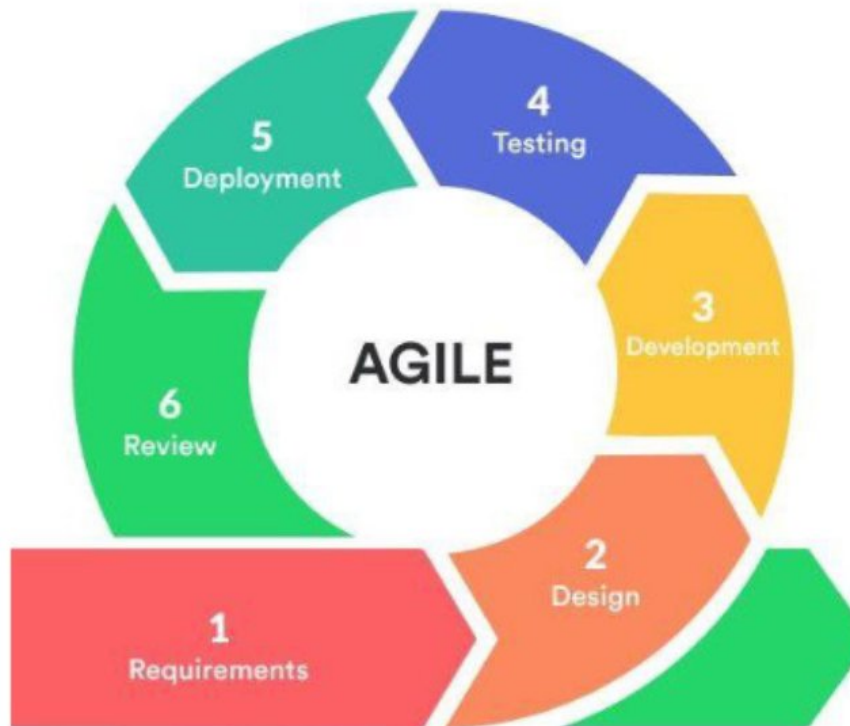 5
Deployment
4
Testing
3
Development
AGILE
6
Review
2
Design
1
Requirements